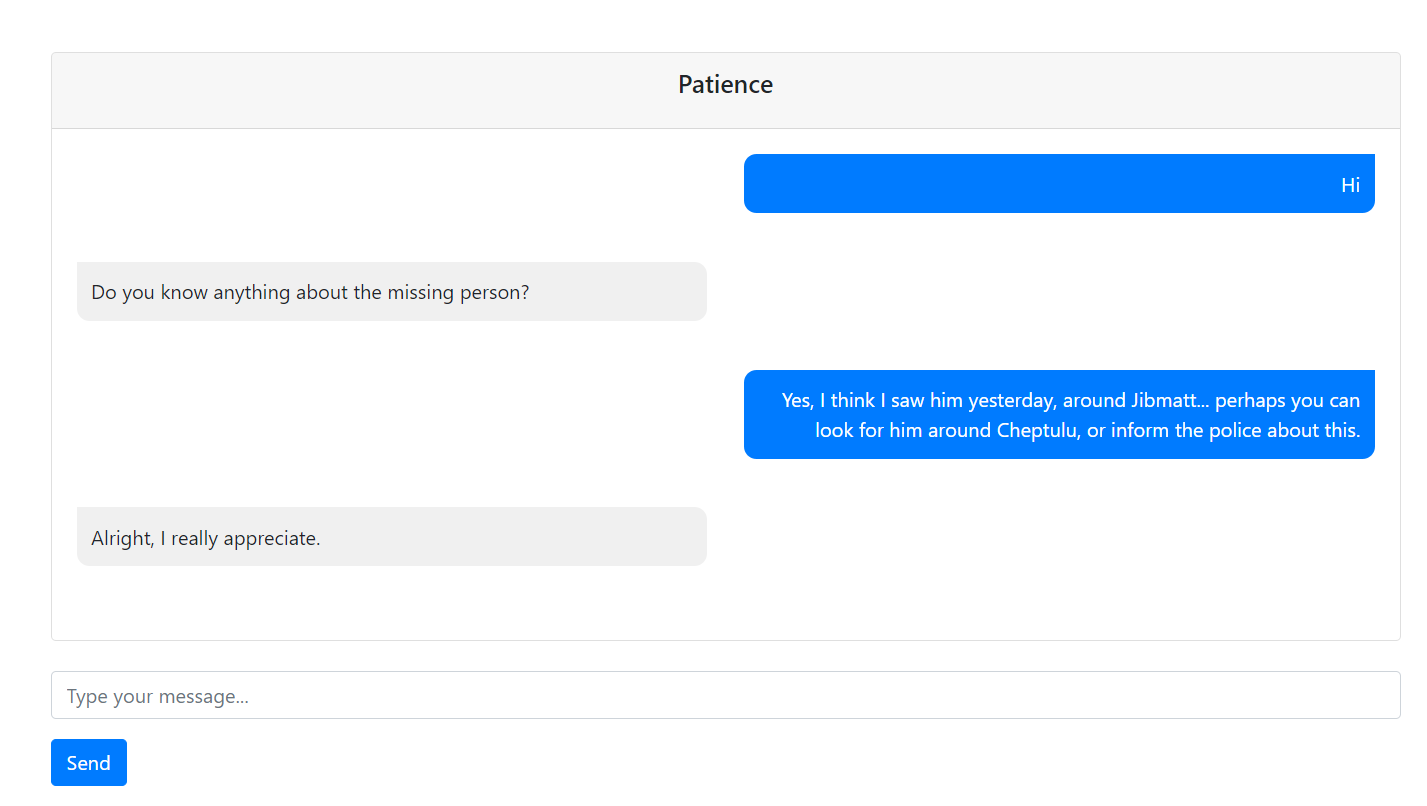 Patience
Hi
Do you know anything about the missing person?
Yes, I think I saw him yesterday, around Jibmatt... perhaps you can
look for him around Cheptulu, or inform the police about this.
Alright, I really appreciate.
Type your message...
Send